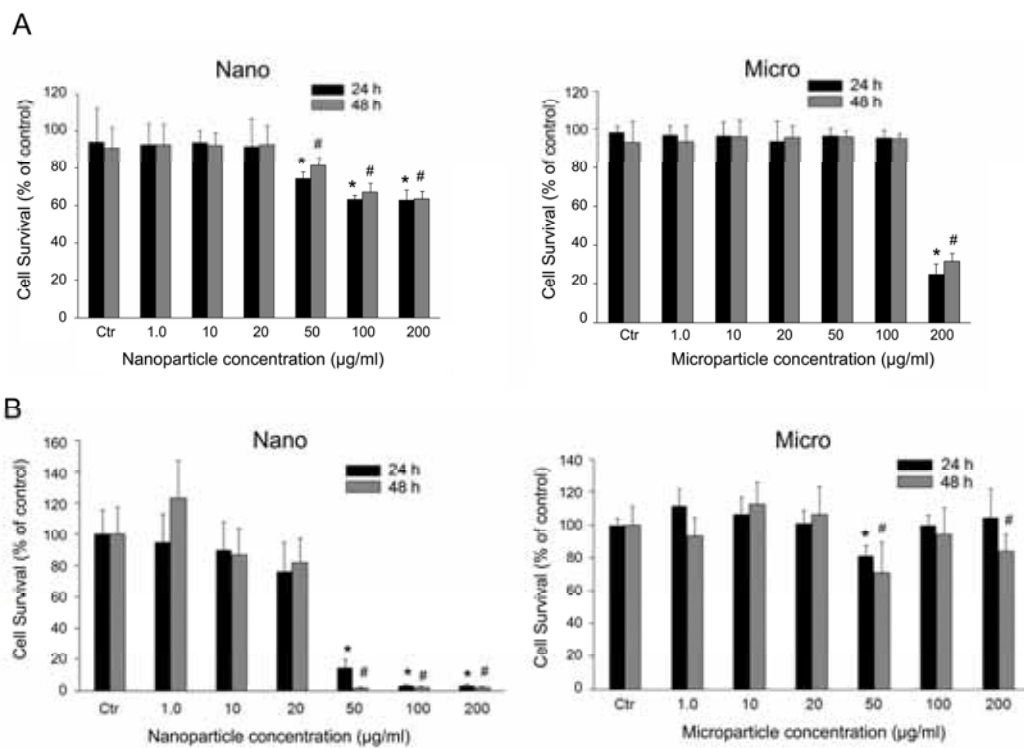 A
Nano
24 h
48 h
Cell Survival (% of control)
120
100
80
60
40
20
0
* # * # * #
Ctr 1.0 10 20 50 100 200
Nanoparticle concentration (µg/ml)
Micro
24 h
48 h
Cell Survival (% of control)
120
100
80
60
40
20
0
* #
Ctr 1.0 10 20 50 100 200
Microparticle concentration (µg/ml)
B
Nano
24 h
48 h
Cell Survival (% of control)
160
140
120
100
80
60
40
20
0
* # * # * #
Ctr 1.0 10 20 50 100 200
Nanoparticle concentration (µg/ml)
Micro
24 h
48 h
Cell Survival (% of control)
140
120
100
80
60
40
20
0
* # #
Ctr 1.0 10 20 50 100 200
Microparticle concentration (µg/ml)